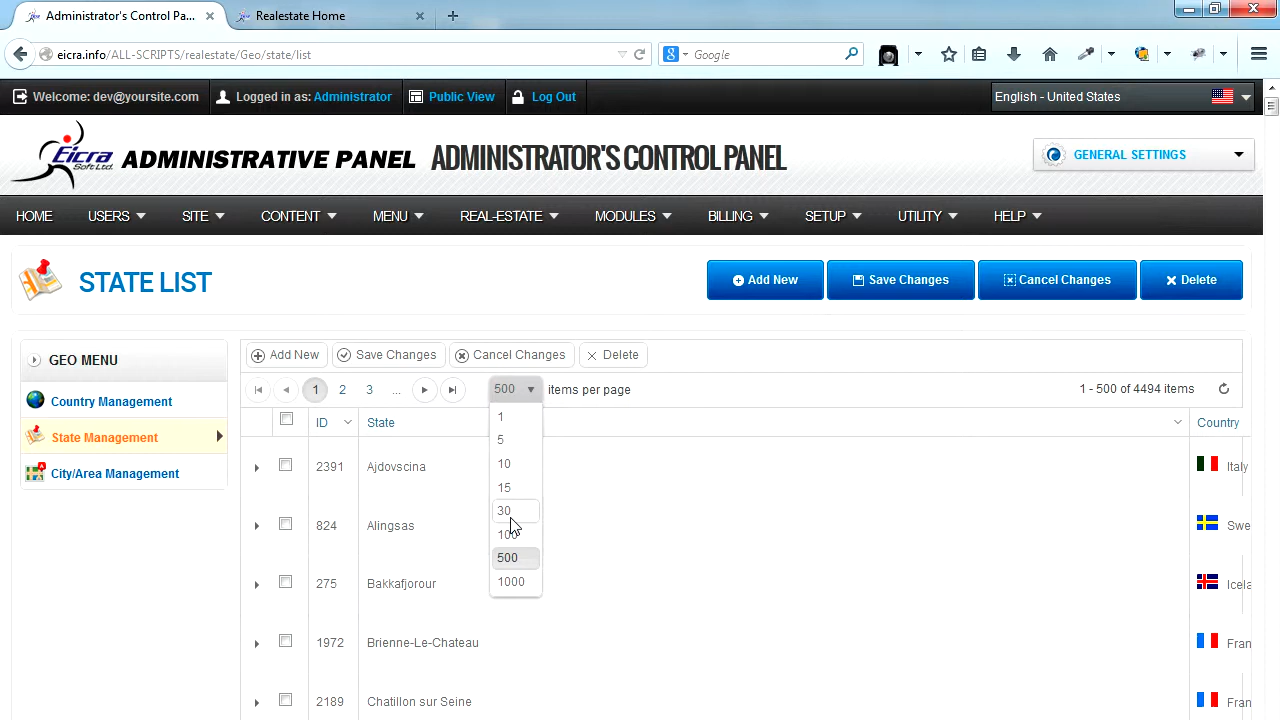 Administrator's Control Pa...
Realestate Home
eicra.info/ALL-SCRIPTS/realestate/Geo/state/list
Google
Welcome: dev@yoursite.com
Logged in as: Administrator
Public View
Log Out
English - United States
Eicra
Soft Ltd.
ADMINISTRATIVE PANEL
ADMINISTRATOR'S CONTROL PANEL
GENERAL SETTINGS
HOME
USERS
SITE
CONTENT
MENU
REAL-ESTATE
MODULES
BILLING
SETUP
UTILITY
HELP
STATE LIST
Add New
Save Changes
Cancel Changes
Delete
GEO MENU
Country Management
State Management
City/Area Management
Add New
Save Changes
Cancel Changes
Delete
1
2
3
...
500
items per page
1 - 500 of 4494 items
1
5
10
15
30
100
500
1000
ID
State
Country
2391
Ajdovscina
Italy
824
Alingsas
Swe
275
Bakkafjorour
Icela
1972
Brienne-Le-Chateau
Fran
2189
Chatillon sur Seine
Fran